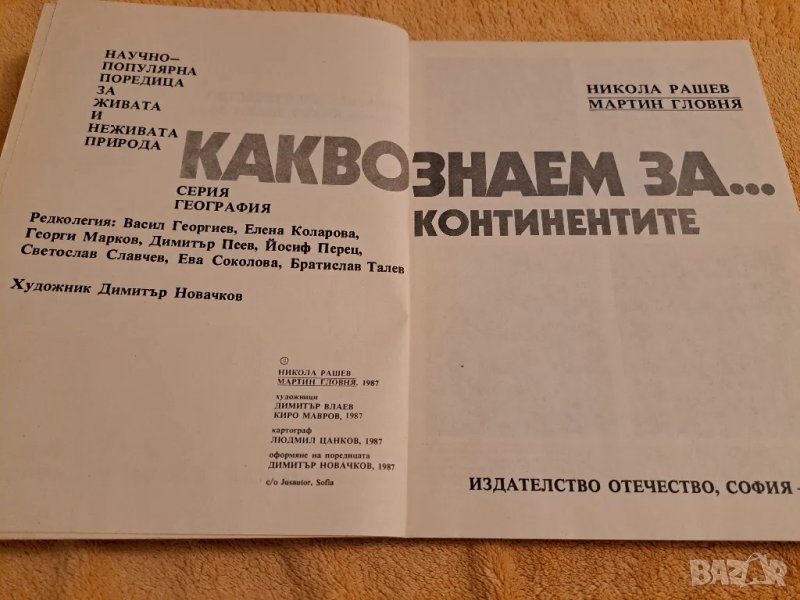 НАУЧНО-
ПОПУЛЯРНА
ПОРЕДИЦА
ЗА
ЖИВАТА
И
НЕЖИВАТА
ПРИРОДА
КАКВО ЗНАЕМ ЗА...
СЕРИЯ
ГЕОГРАФИЯ
Редколегия: Васил Георгиев, Елена Коларова,
Георги Марков, Димитър Пеев, Йосиф Перец,
Светослав Славчев, Ева Соколова, Братислав Талев
Художник Димитър Новачков
©
НИКОЛА РАШЕВ
МАРТИН ГЛОВНЯ, 1987
художници
ДИМИТЪР ВЛАЕВ
КИРО МАВРОВ, 1987
картограф
ЛЮДМИЛ ЦАНКОВ, 1987
оформяне на поредицата
ДИМИТЪР НОВАЧКОВ, 1987
c/o Jusautor, Sofia
НИКОЛА РАШЕВ
МАРТИН ГЛОВНЯ
КОНТИНЕНТИТЕ
ИЗДАТЕЛСТВО ОТЕЧЕСТВО, СОФИЯ -
BAZAR